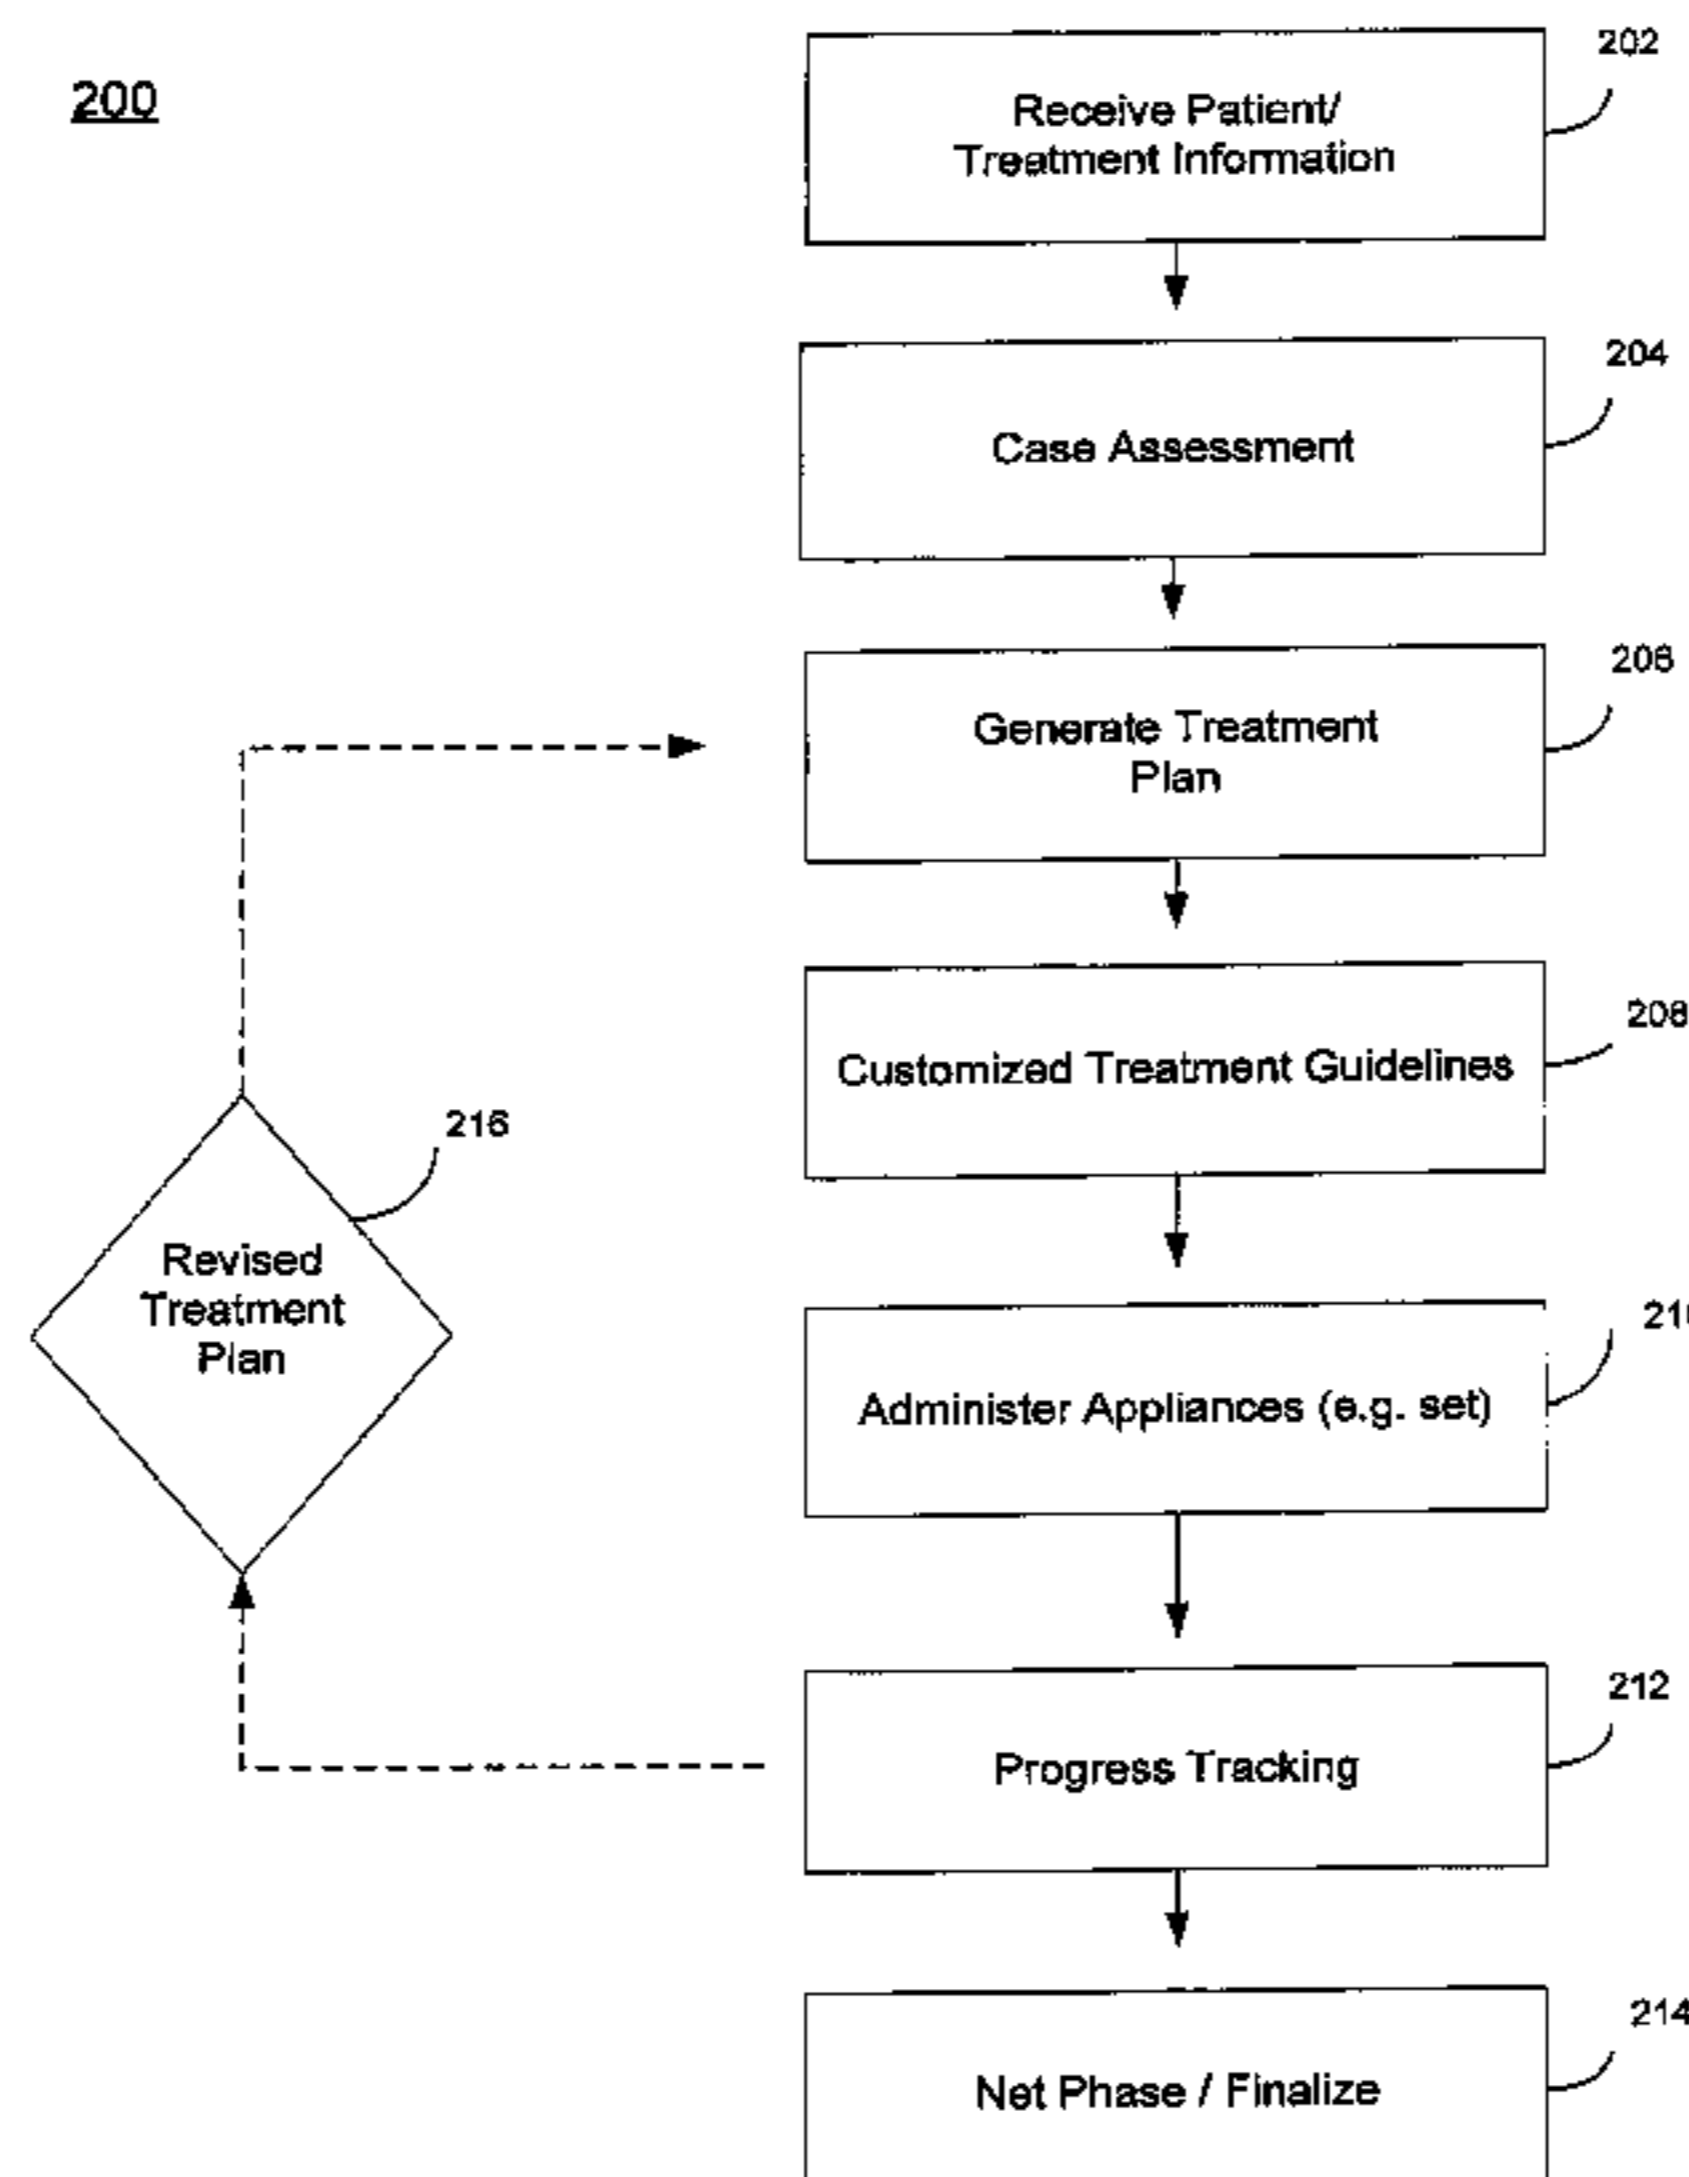 200
202
Receive Patient/
Treatment Information
204
Case Assessment
206
Generate Treatment
Plan
208
Customized Treatment Guidelines
216
Revised
Treatment
Plan
Administer Appliances (e.g. set)
212
Progress Tracking
214
Net Phase / Finalize